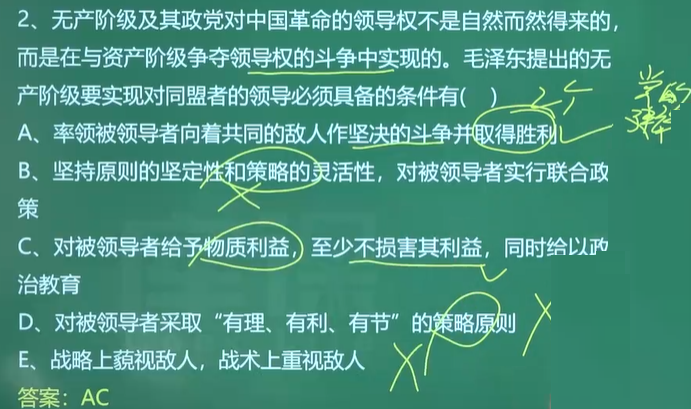 2、无产阶级及其政党对中国革命的领导权不是自然而然得来的，
而是在与资产阶级争夺领导权的斗争中实现的。毛泽东提出的无
产阶级要实现对同盟者的领导必须具备的条件有(    )
2个
A、率领被领导者向着共同的敌人作坚决的斗争并取得胜利
B、坚持原则的坚定性和策略的灵活性，对被领导者实行联合政
策
C、对被领导者给予物质利益，至少不损害其利益，同时给以政
治教育
D、对被领导者采取“有理、有利、有节”的策略原则
E、战略上藐视敌人，战术上重视敌人
答案：AC